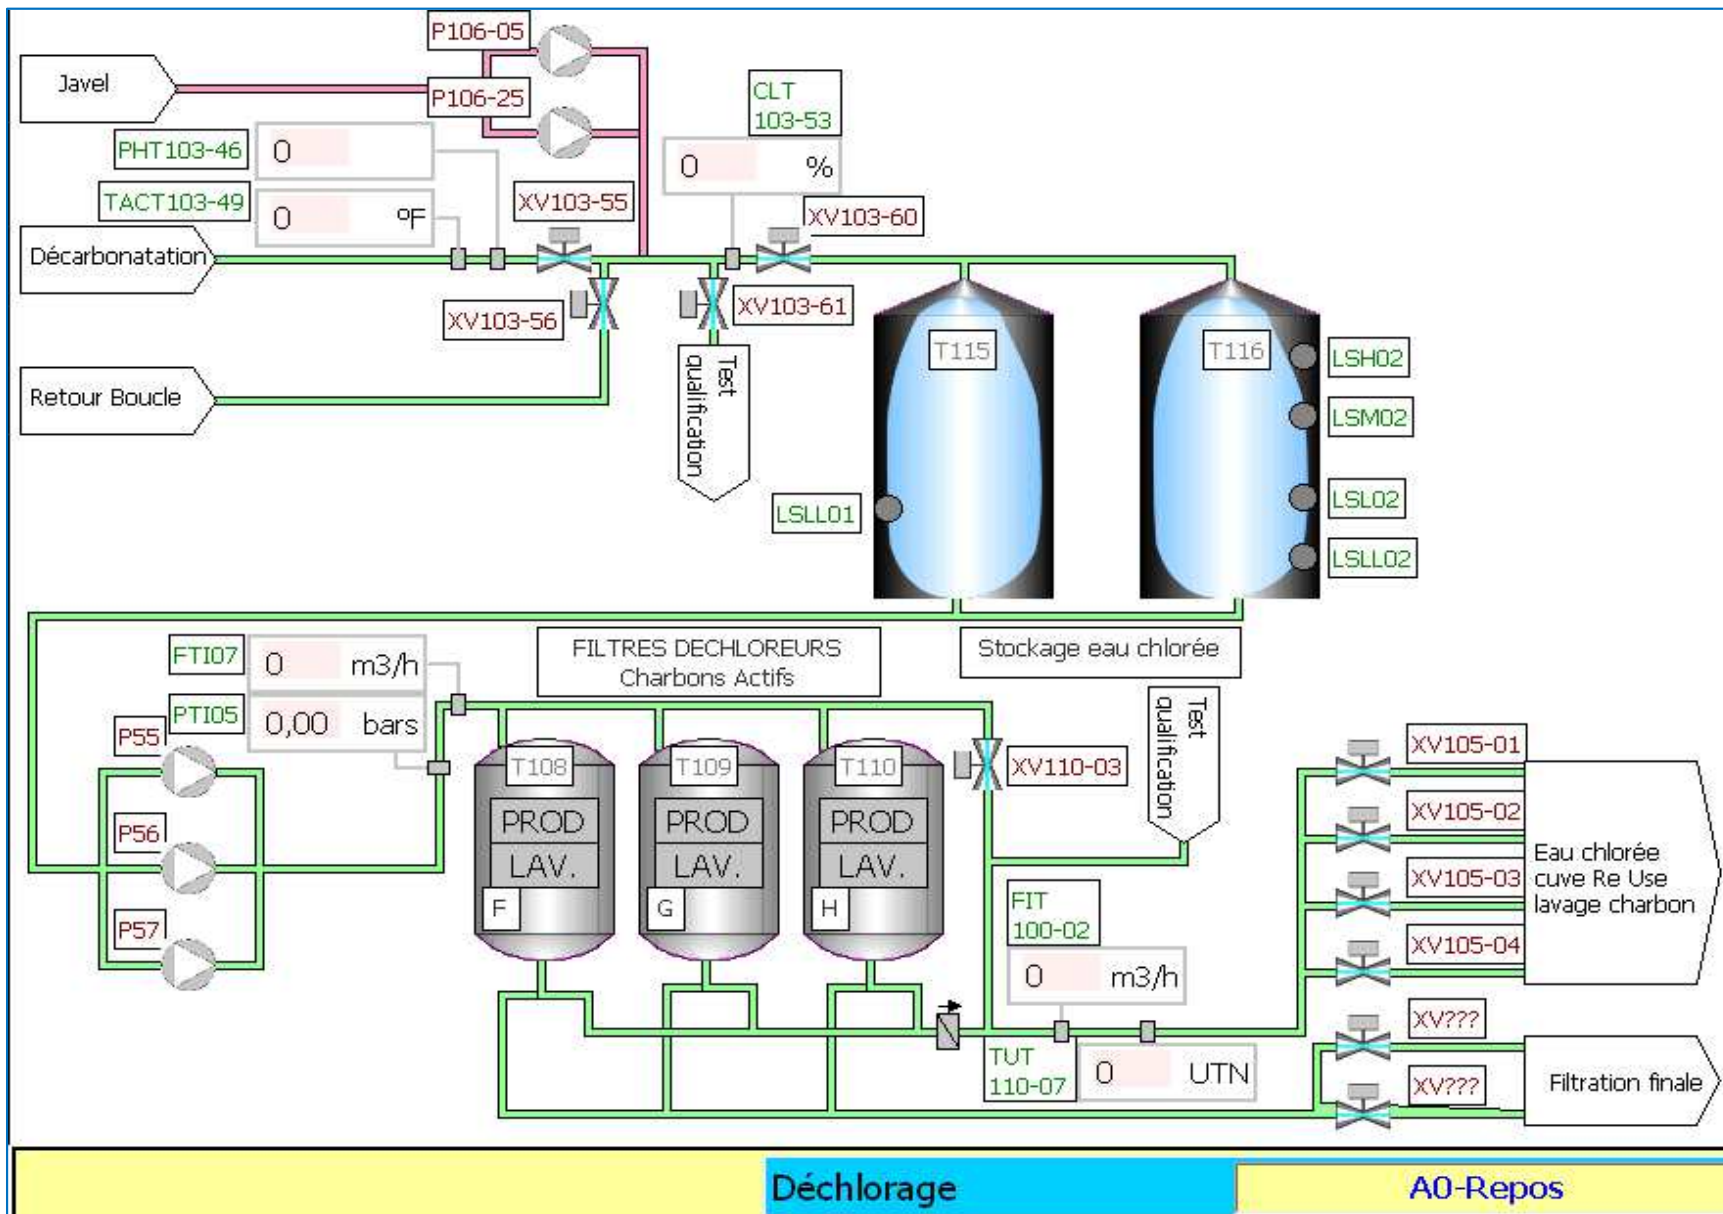 P106-05
Javel
P106-25
CLT
103-53
PHT103-46
0
0
%
TACT103-49
0
ºF
XV103-55
XV103-60
Décarbonatation
XV103-56
XV103-61
T115
T116
LSH02
Test
qualification
Retour Boucle
LSM02
LSLL01
LSL02
LSLL02
FTI07
0
m3/h
FILTRES DECHLOREURS
Charbons Actifs
Stockage eau chlorée
PTI05
0,00
bars
Test
qualification
P55
T108
T109
T110
XV110-03
XV105-01
PROD
PROD
PROD
XV105-02
P56
LAV.
LAV.
LAV.
Eau chlorée
cuve Re Use
lavage charbon
XV105-03
F
G
H
FIT
100-02
P57
XV105-04
0
m3/h
XV???
TUT
110-07
0
UTN
XV???
Filtration finale
Déchlorage
A0-Repos